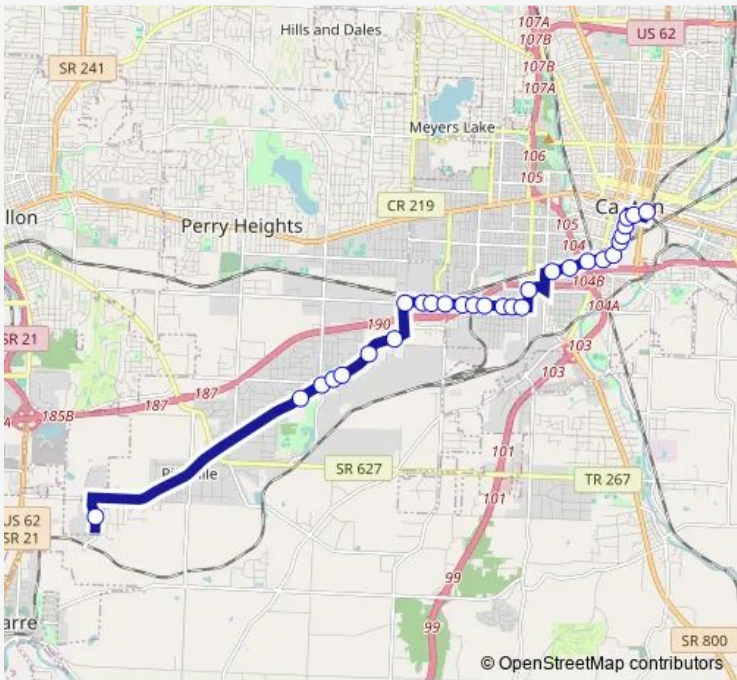 107A
107B
Hills and Dales
US 62
SR 241
107B
107A
Meyers Lake
106
105
CR 219
llon
Perry Heights
105
104
104B
104A
190
SR 21
103
187
187
103
185B
101
SR 627
TR 267
101
US 62
SR 21
99
99
arre
SR 800
© OpenStreetMap contributors